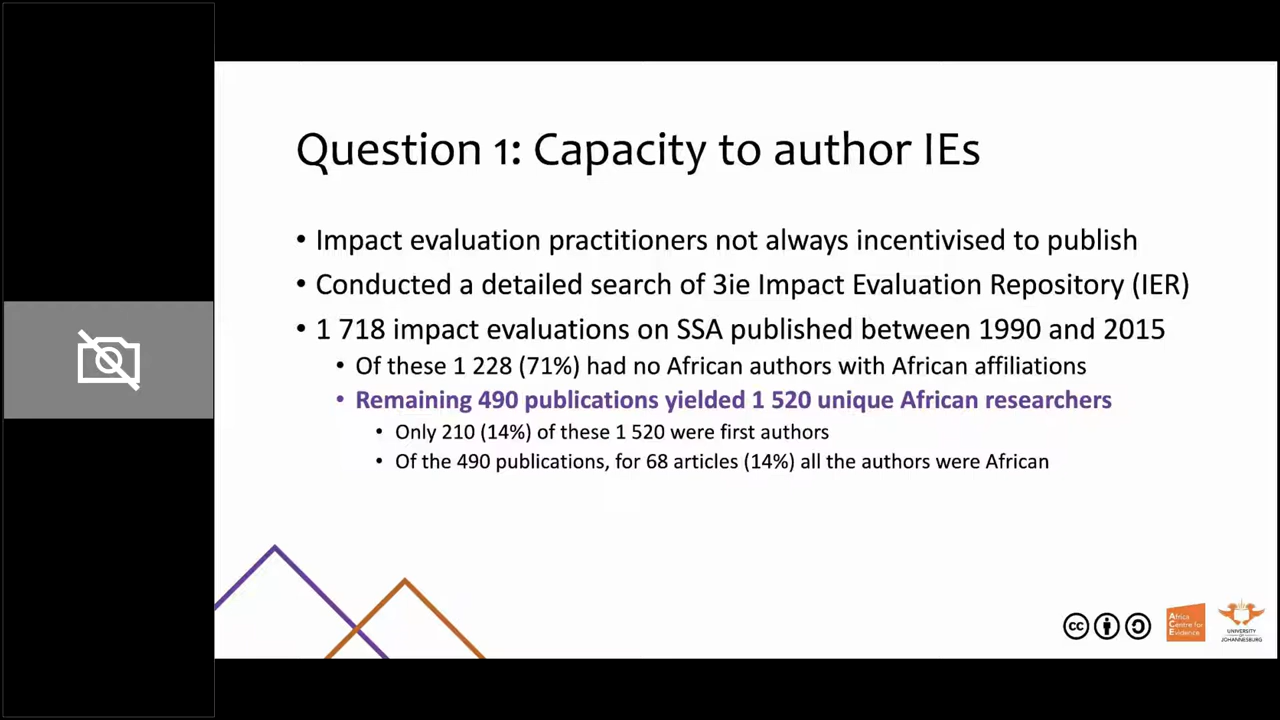 Question 1: Capacity to author IEs
• Impact evaluation practitioners not always incentivised to publish
• Conducted a detailed search of 3ie Impact Evaluation Repository (IER)
• 1 718 impact evaluations on SSA published between 1990 and 2015
• Of these 1 228 (71%) had no African authors with African affiliations
• Remaining 490 publications yielded 1 520 unique African researchers
• Only 210 (14%) of these 1 520 were first authors
• Of the 490 publications, for 68 articles (14%) all the authors were African
cc
Africa
Centre for
Evidence
UNIVERSITY
JOHANNESBURG